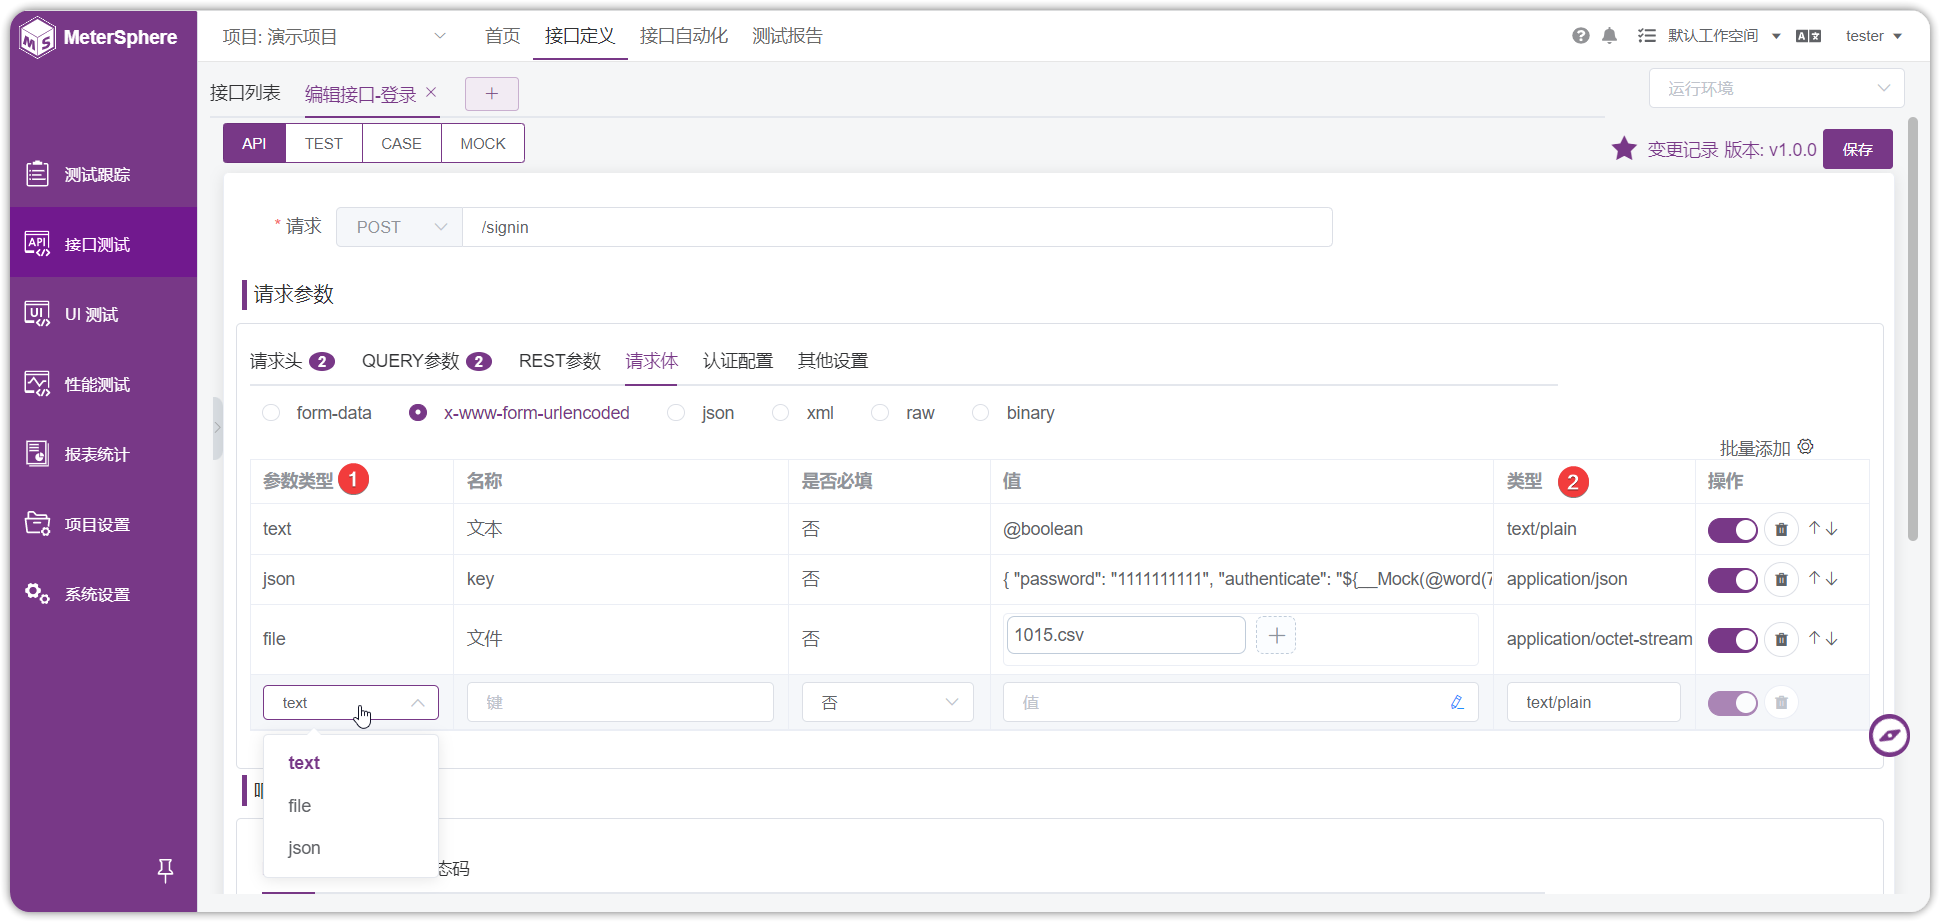 MeterSphere
项目: 演示项目
首页
接口定义
接口自动化
测试报告
默认工作空间
tester
接口列表
编辑接口-登录
运行环境
API
TEST
CASE
MOCK
变更记录 版本: v1.0.0
保存
测试跟踪
接口测试
UI 测试
性能测试
报表统计
项目设置
系统设置
* 请求
POST
/signin
请求参数
请求头 2
QUERY参数 2
REST参数
请求体
认证配置
其他设置
form-data
x-www-form-urlencoded
json
xml
raw
binary
批量添加
参数类型 1
名称
是否必填
值
类型 2
操作
text
文本
否
@boolean
text/plain
json
key
否
{ "password": "1111111111", "authenticate": "${__Mock(@word(7
application/json
file
文件
否
1015.csv
application/octet-stream
text
键
否
值
text/plain
text
file
json
态码